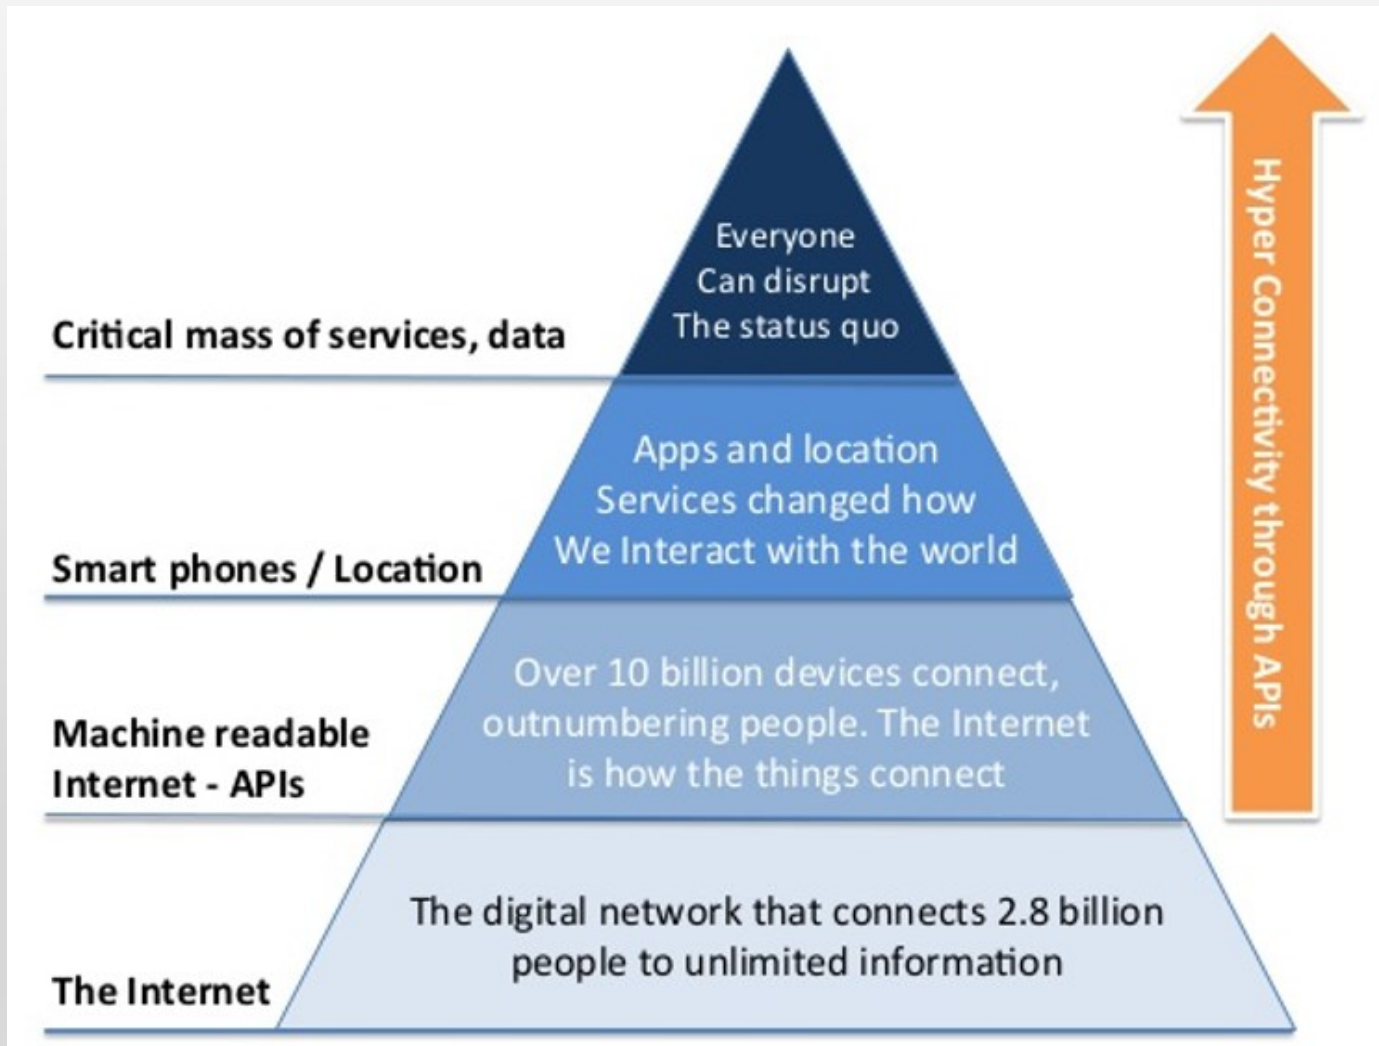 Everyone
Can disrupt
The status quo
Critical mass of services, data
Apps and location
Services changed how
We Interact with the world
Smart phones / Location
Over 10 billion devices connect,
outnumbering people. The Internet
is how the things connect
Machine readable
Internet - APIs
The digital network that connects 2.8 billion
people to unlimited information
The Internet
Hyper Connectivity through APIs